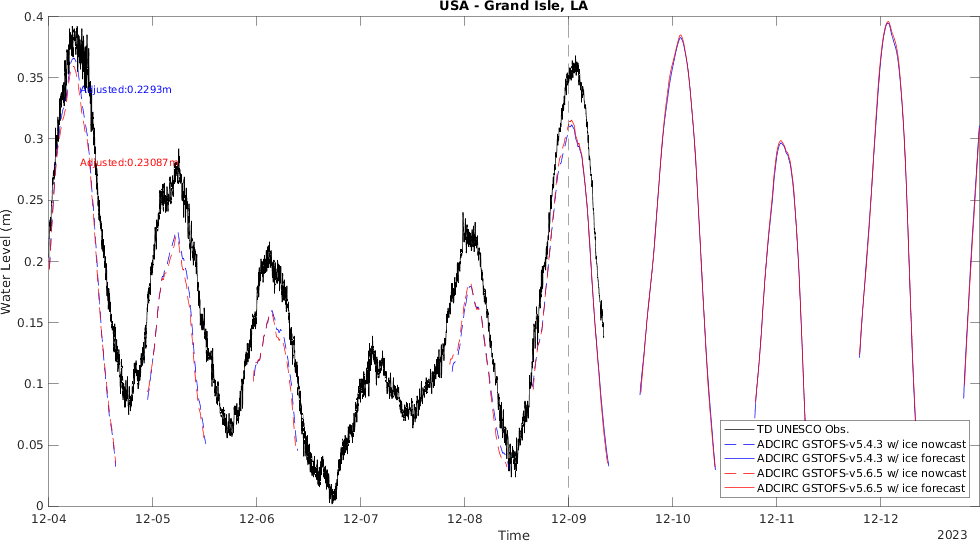 USA - Grand Isle, LA
0.4
0.35
0.3
0.25
0.2
0.15
0.1
0.05
0
Water Level (m)
Adjusted:0.2293m
Adjusted:0.23087m
TD UNESCO Obs.
ADCIRC GSTOFS-v5.4.3 w/ ice nowcast
ADCIRC GSTOFS-v5.4.3 w/ ice forecast
ADCIRC GSTOFS-v5.6.5 w/ ice nowcast
ADCIRC GSTOFS-v5.6.5 w/ ice forecast
12-04 12-05 12-06 12-07 12-08 12-09 12-10 12-11 12-12
Time
2023